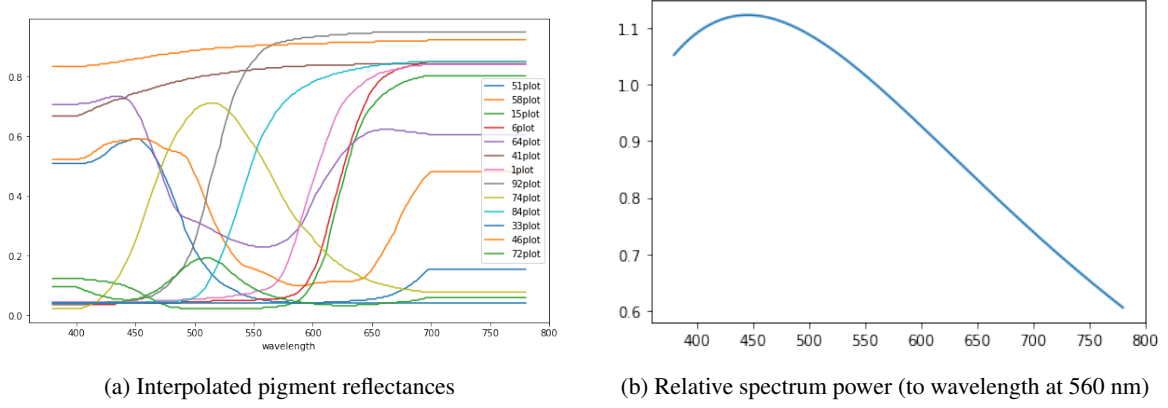 0.8
0.6
0.4
0.2
0.0
400 450 500 550 600 650 700 750 800
wavelength
51plot
58plot
15plot
6plot
64plot
41plot
1plot
92plot
74plot
84plot
33plot
46plot
72plot
(a) Interpolated pigment reflectances
1.1
1.0
0.9
0.8
0.7
0.6
400 450 500 550 600 650 700 750 800
(b) Relative spectrum power (to wavelength at 560 nm)